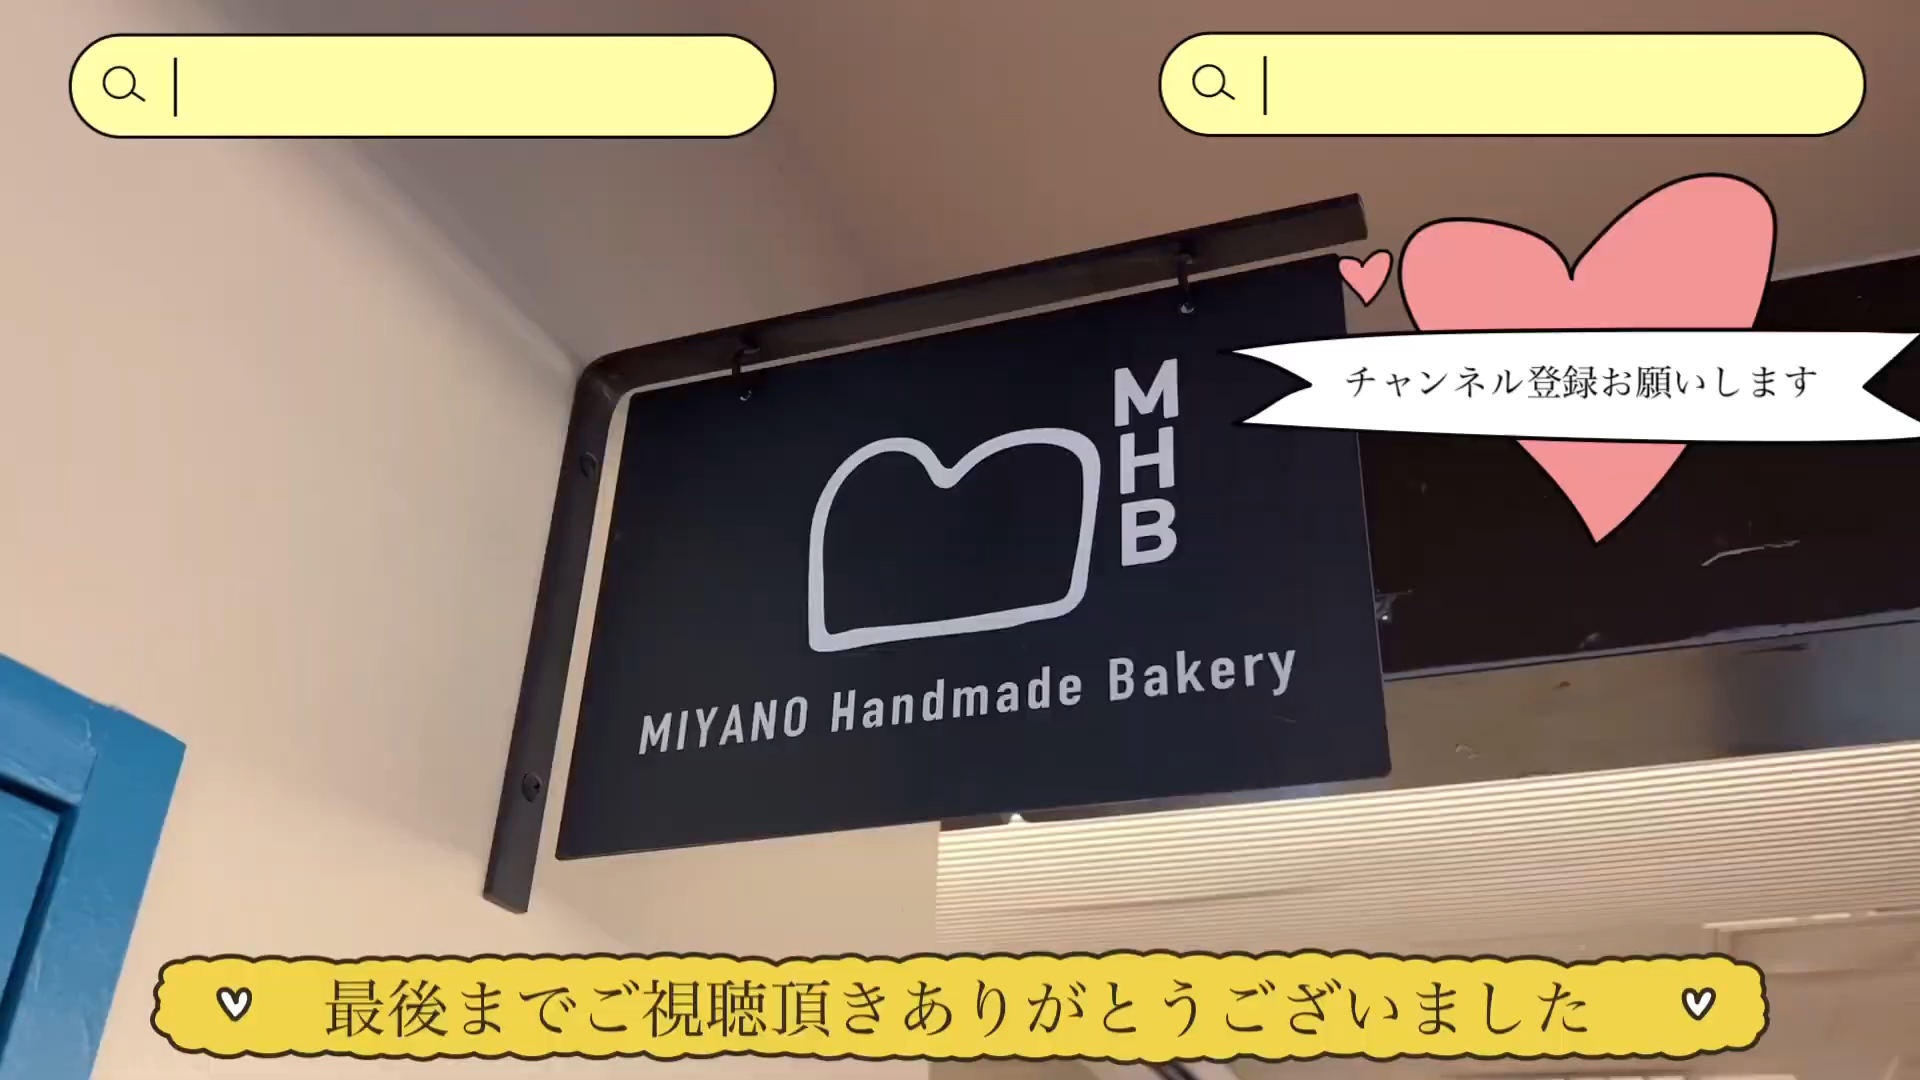 チャンネル登録お願いします
M
H
B
MIYANO Handmade Bakery
最後までご視聴頂きありがとうございました